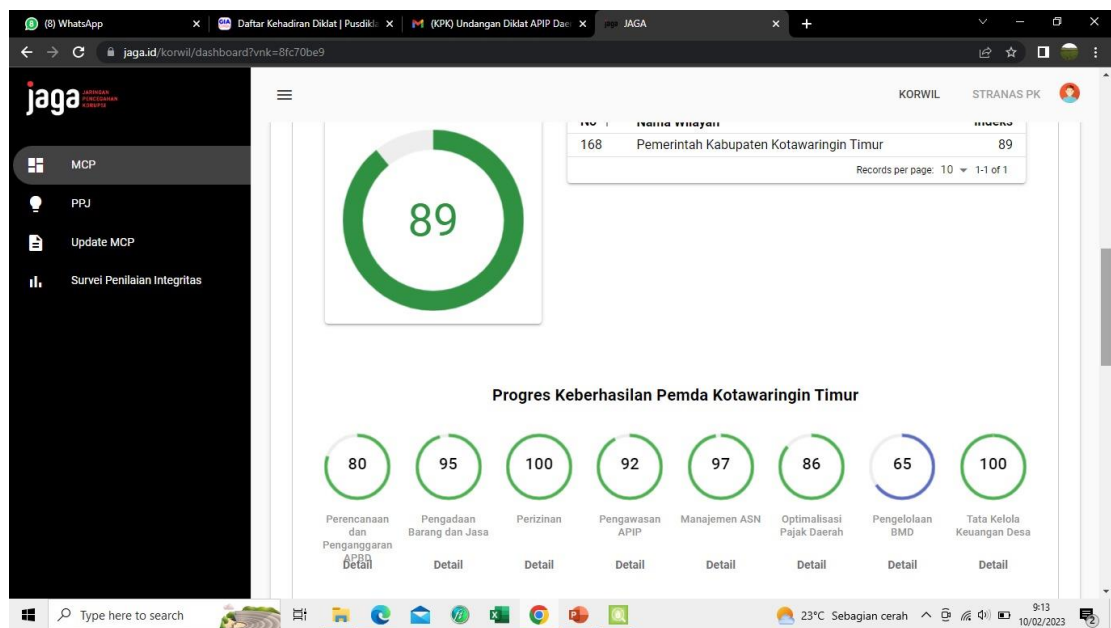 (8) WhatsApp
Daftar Kehadiran Diklat | Pusdikl
(KPK) Undangan Diklat APIP Dae
JAGA
jaga.id/korwil/dashboard?vnk=8fc70be9
jaga
JARINGAN
PENCEGAHAN
KORUPSI
KORWIL
STRANAS PK
MCP
PPJ
Update MCP
Survei Penilaian Integritas
No Nama Wilayah Indeks
168 Pemerintah Kabupaten Kotawaringin Timur 89
Records per page: 10 1-1 of 1
89
Progres Keberhasilan Pemda Kotawaringin Timur
80 95 100 92 97 86 65 100
Perencanaan dan Penganggaran APBD
Pengadaan Barang dan Jasa
Perizinan
Pengawasan APIP
Manajemen ASN
Optimalisasi Pajak Daerah
Pengelolaan BMD
Tata Kelola Keuangan Desa
Detail Detail Detail Detail Detail Detail Detail Detail
Type here to search
23°C Sebagian cerah
9:13
10/02/2023